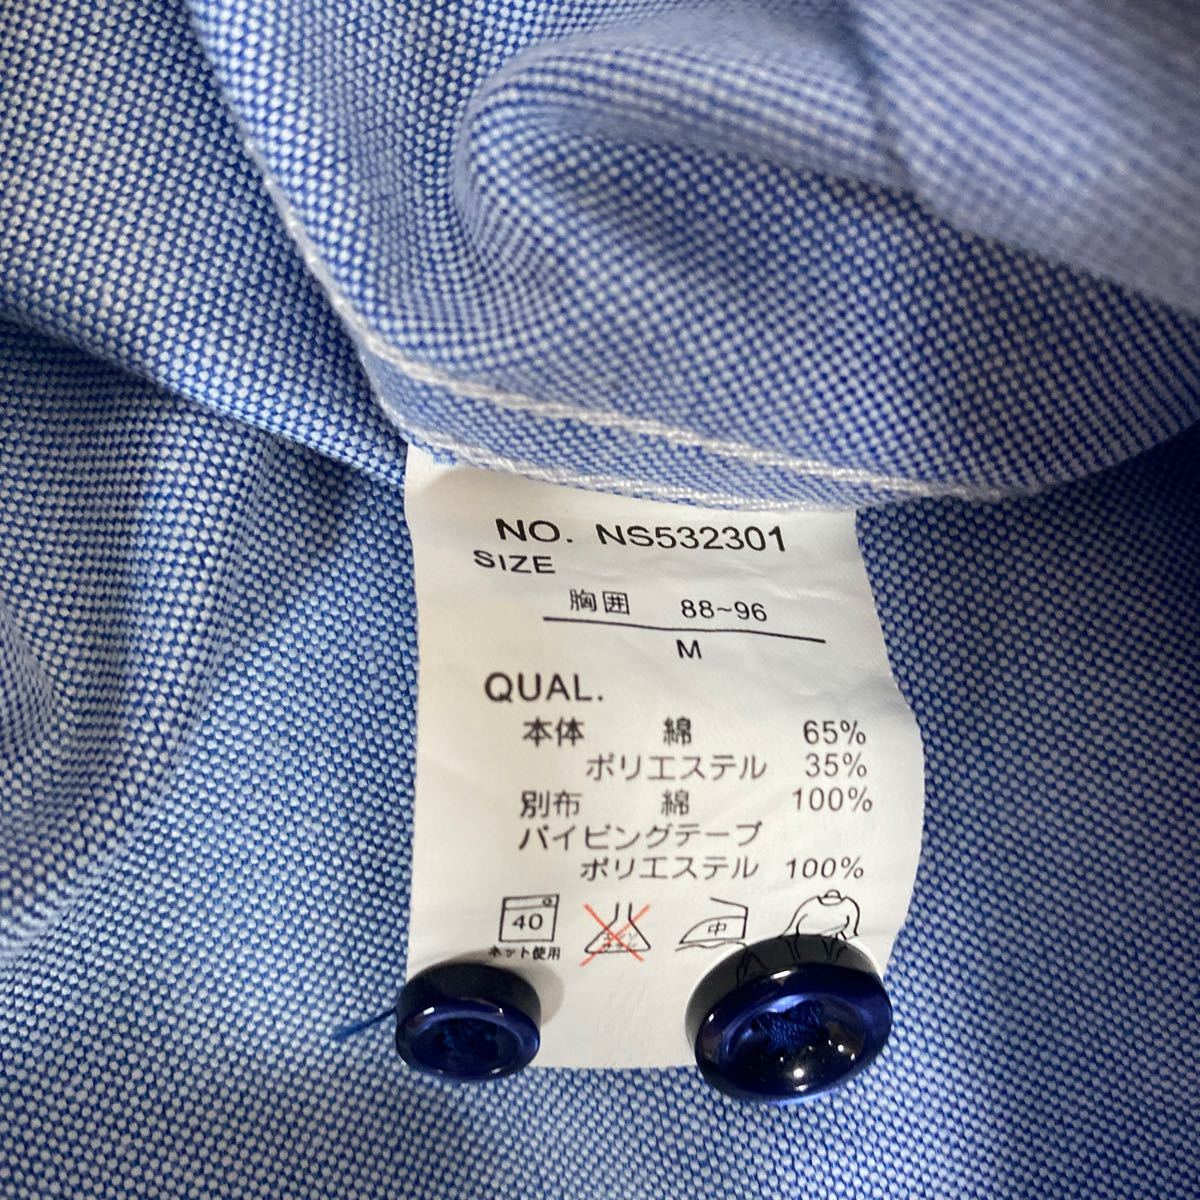 NO. NS532301
SIZE
胸囲 88~96
M
QUAL.
本体 綿 65%
ポリエステル 35%
別布 綿 100%
パイピングテープ
ポリエステル 100%
40 中
ネット使用